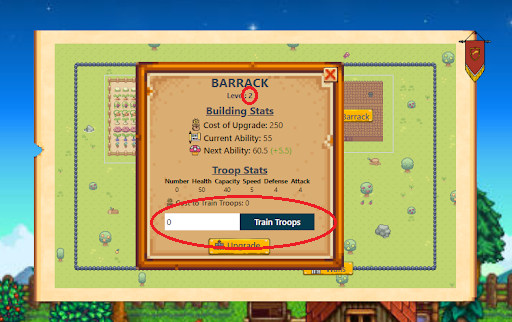 BARRACK
Level: 2
Building Stats
Cost of Upgrade: 250
Current Ability: 55
Next Ability: 60.5 (+5.5)
Barrack
Troop Stats
Number Health Capacity Speed Defense Attack
0 50 40 5 4 4
Cost to Train Troops: 0
0 Train Troops
Upgrade
Walls